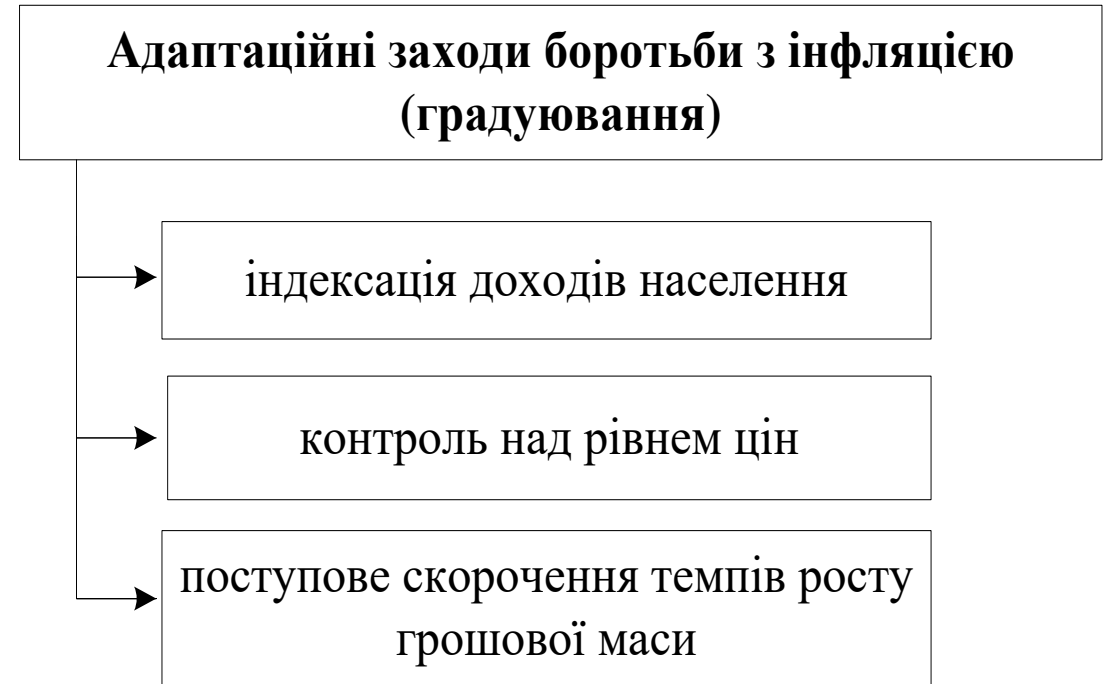 Адаптаційні заходи боротьби з інфляцією
(градуювання)
індексація доходів населення
контроль над рівнем цін
поступове скорочення темпів росту
грошової маси